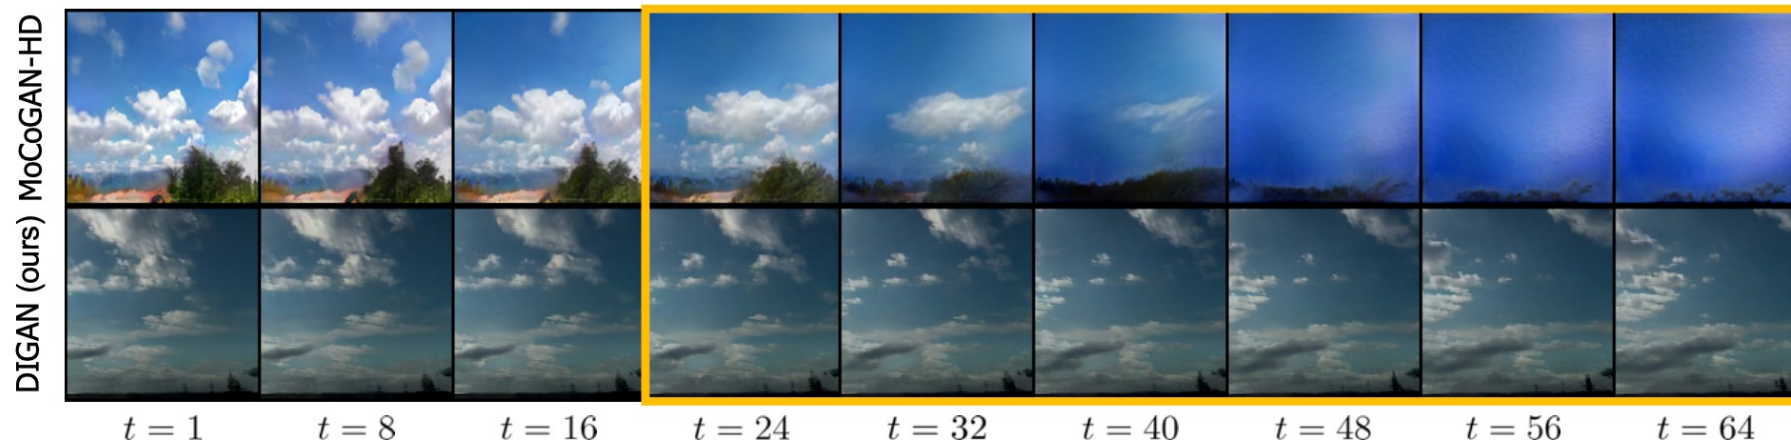 MoCoGAN-HD
DIGAN (ours)
t = 1 t = 8 t = 16 t = 24 t = 32 t = 40 t = 48 t = 56 t = 64